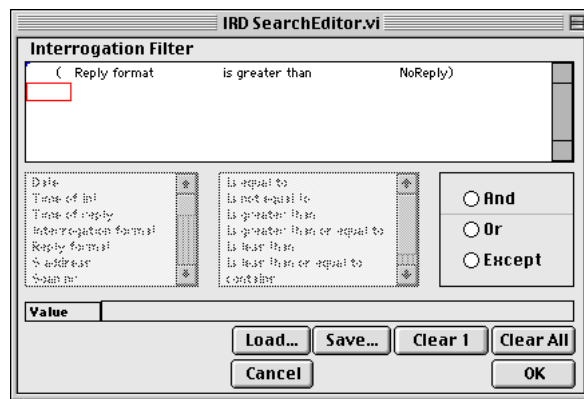 IRD SearchEditor.vi
Interrogation Filter
( Reply format is greater than NoReply)
Date
Time of int
Time of reply
Interrogation format
Reply format
S address
Scan nr
is equal to
is not equal to
is greater than
is greater than or equal to
is less than
is less than or equal to
contains
And
Or
Except
Value
Load... Save... Clear 1 Clear All
Cancel OK